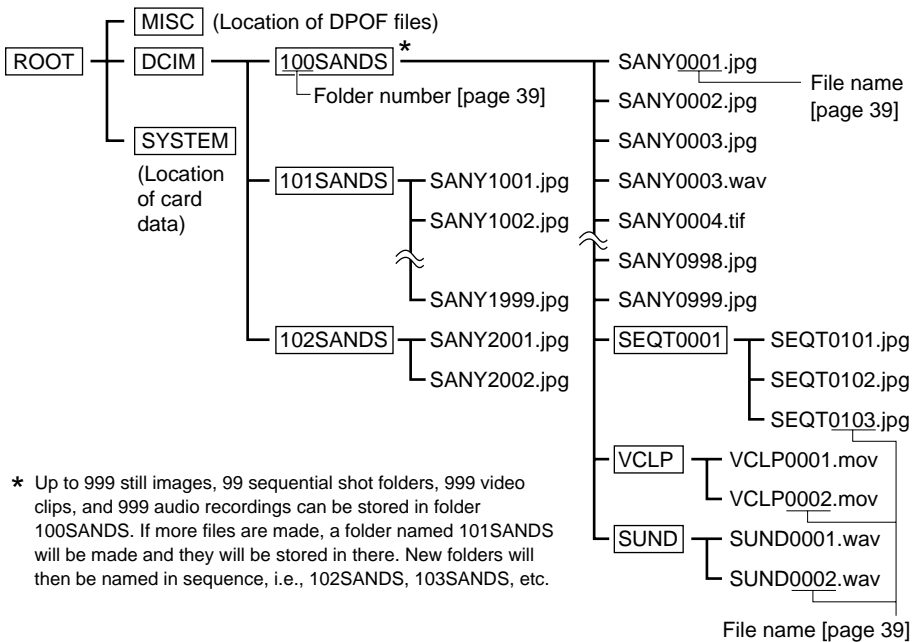 MISC (Location of DPOF files)
ROOT
DCIM
100SANDS *
Folder number [page 39]
SYSTEM
(Location
of card
data)
101SANDS
SANY1001.jpg
SANY1002.jpg
SANY1999.jpg
102SANDS
SANY2001.jpg
SANY2002.jpg
SANY0001.jpg
File name
[page 39]
SANY0002.jpg
SANY0003.jpg
SANY0003.wav
SANY0004.tif
SANY0998.jpg
SANY0999.jpg
SEQT0001
SEQT0101.jpg
SEQT0102.jpg
SEQT0103.jpg
VCLP
VCLP0001.mov
VCLP0002.mov
SUND
SUND0001.wav
SUND0002.wav
File name [page 39]
* Up to 999 still images, 99 sequential shot folders, 999 video
clips, and 999 audio recordings can be stored in folder
100SANDS. If more files are made, a folder named 101SANDS
will be made and they will be stored in there. New folders will
then be named in sequence, i.e., 102SANDS, 103SANDS, etc.